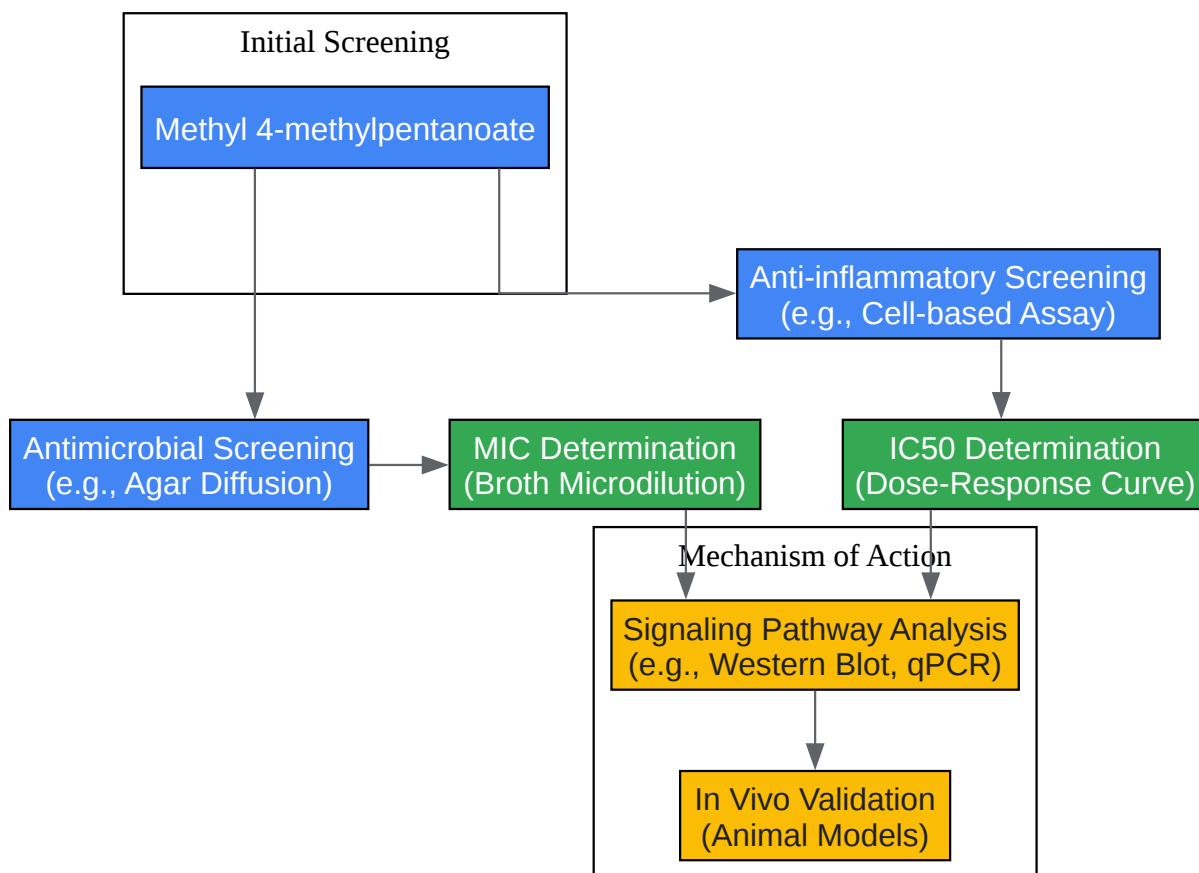 Initial Screening
Methyl 4-methylpentanoate
Anti-inflammatory Screening
(e.g., Cell-based Assay)
Antimicrobial Screening
(e.g., Agar Diffusion)
MIC Determination
(Broth Microdilution)
IC50 Determination
(Dose-Response Curve)
Mechanism of Action
Signaling Pathway Analysis
(e.g., Western Blot, qPCR)
In Vivo Validation
(Animal Models)